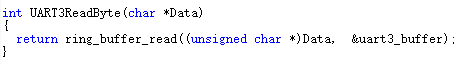 int UART3ReadByte(char *Data)
{
  return ring_buffer_read((unsigned char *)Data,  &uart3_buffer);
}